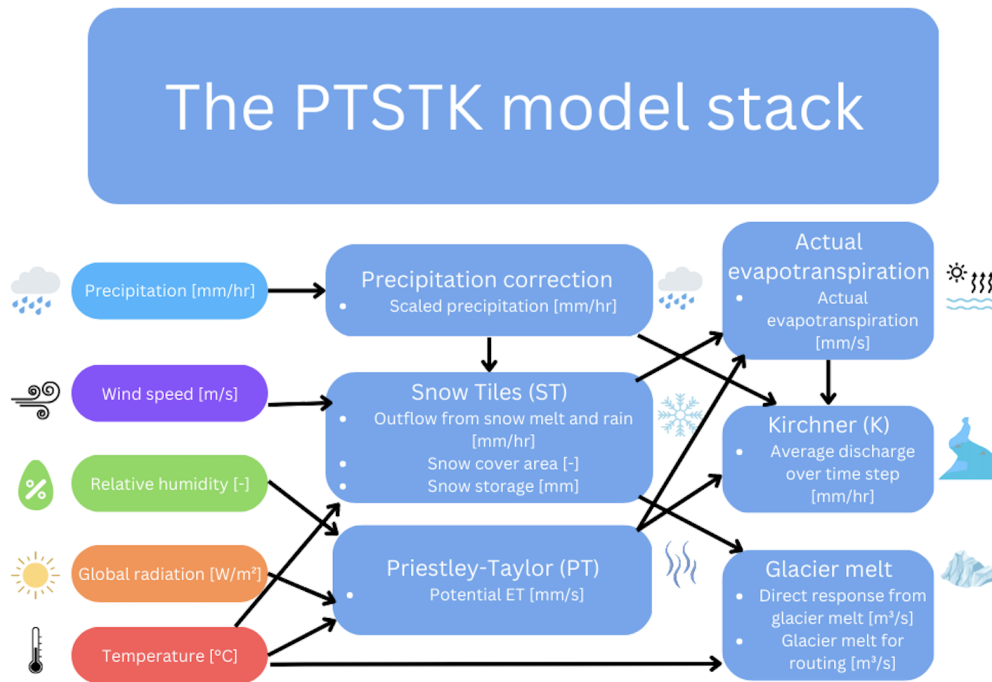 The PTSTK model stack
Precipitation [mm/hr]
Wind speed [m/s]
Relative humidity [-]
Global radiation [W/m²]
Temperature [°C]
Precipitation correction
• Scaled precipitation [mm/hr]
Snow Tiles (ST)
• Outflow from snow melt and rain
[mm/hr]
• Snow cover area [-]
• Snow storage [mm]
Priestley-Taylor (PT)
• Potential ET [mm/s]
Actual
evapotranspiration
• Actual
evapotranspiration
[mm/s]
Kirchner (K)
• Average discharge
over time step
[mm/hr]
Glacier melt
• Direct response from
glacier melt [m³/s]
• Glacier melt for
routing [m³/s]